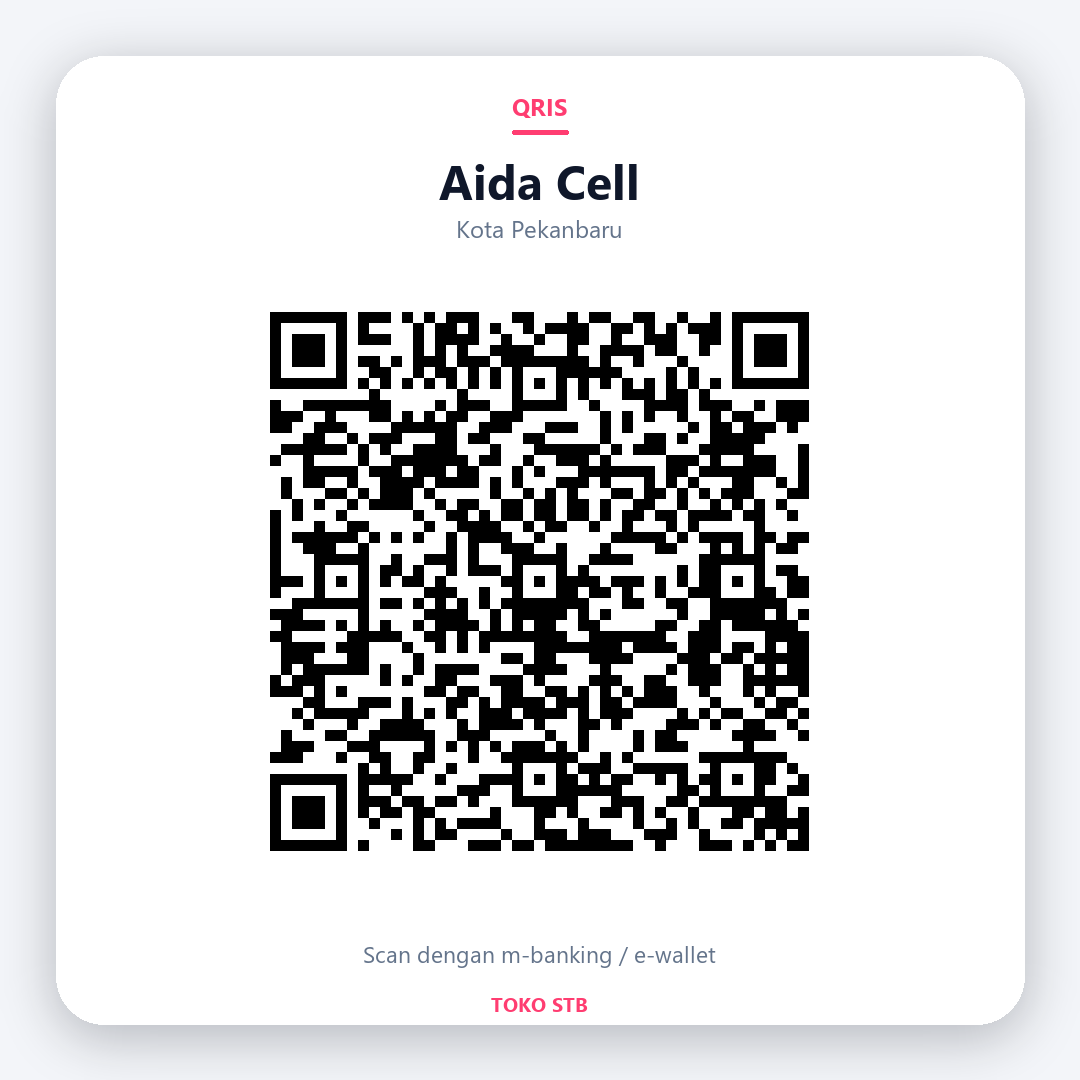 QRIS
Aida Cell
Kota Pekanbaru
Scan dengan m-banking / e-wallet
TOKO STB